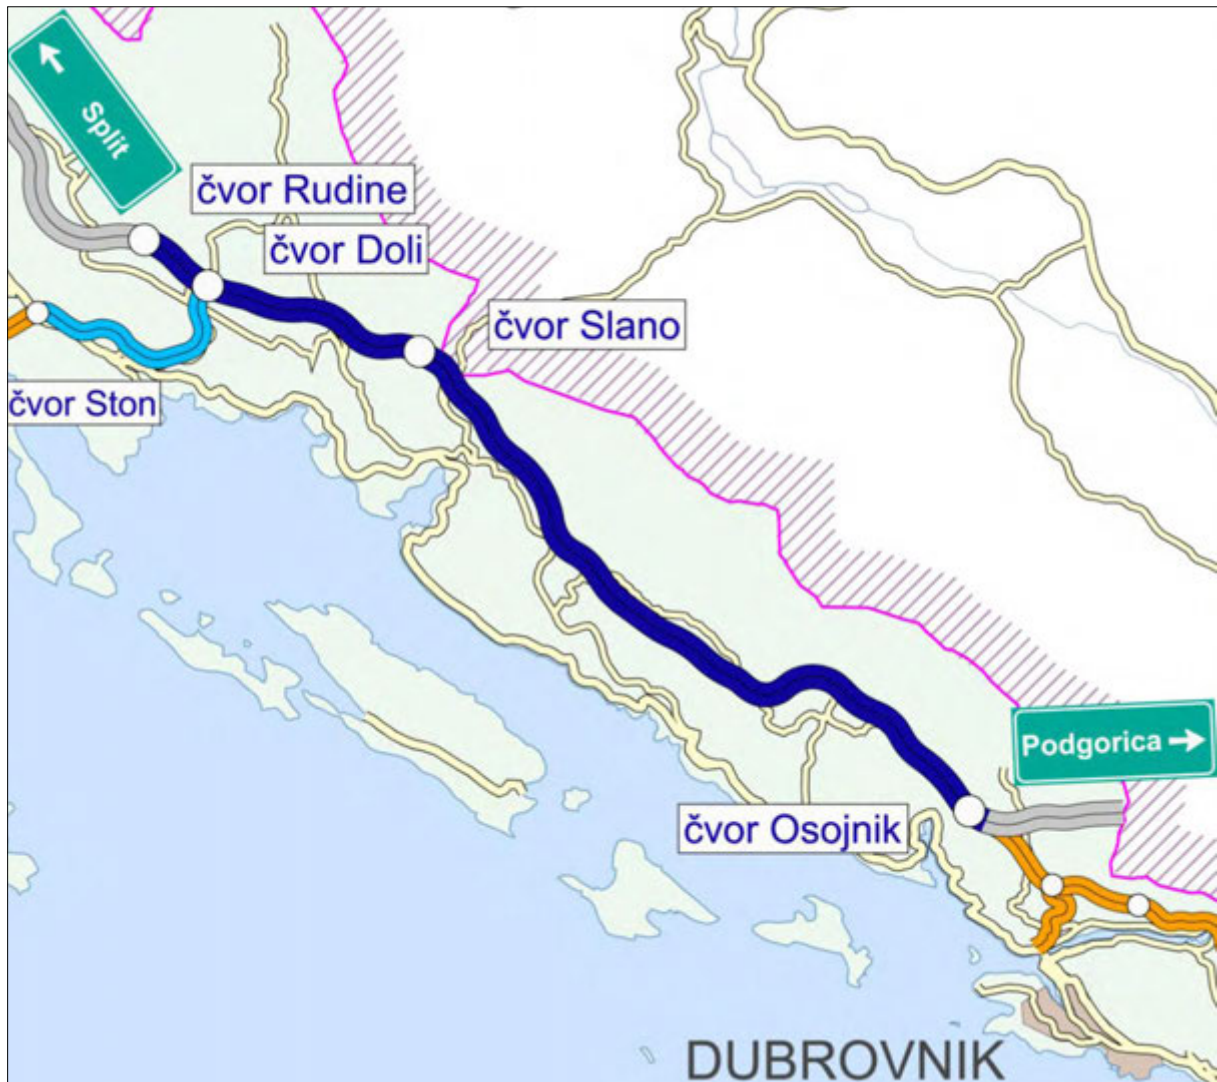 Split
čvor Rudine
čvor Doli
čvor Slano
čvor Ston
Podgorica
čvor Osojnik
DUBROVNIK